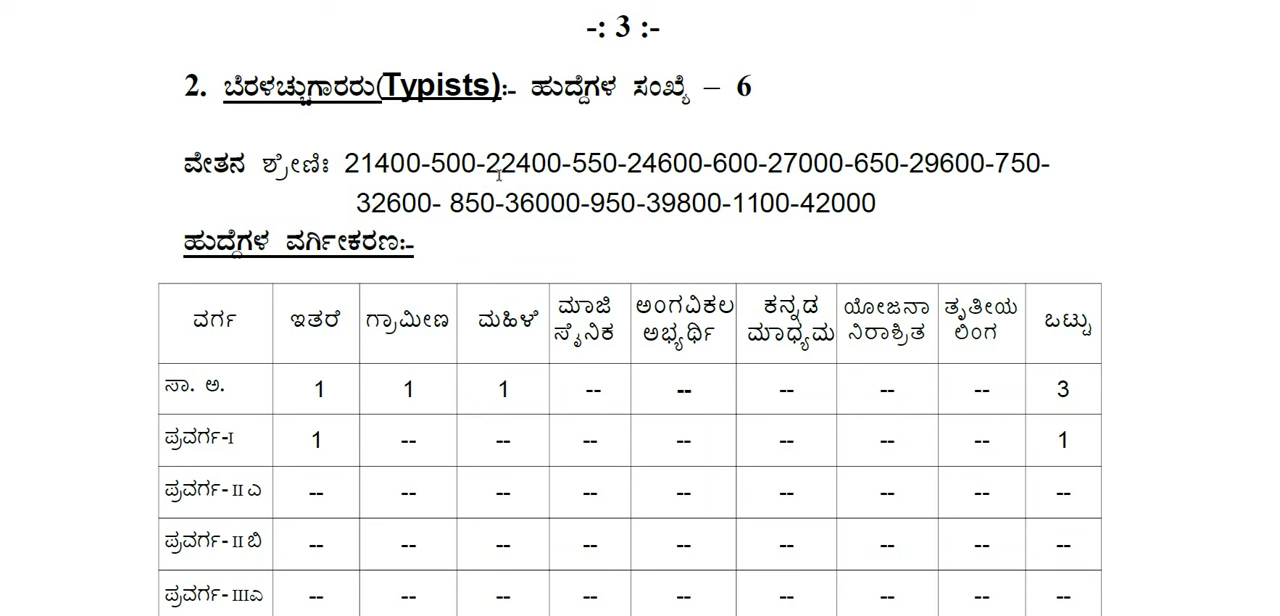 -: 3 :-
2. ಬೆರಳಚ್ಚುಗಾರರು(Typists):- ಹುದ್ದೆಗಳ ಸಂಖ್ಯೆ – 6
ವೇತನ ಶ್ರೇಣಿ: 21400-500-22400-550-24600-600-27000-650-29600-750-
32600- 850-36000-950-39800-1100-42000
ಹುದ್ದೆಗಳ ವರ್ಗೀಕರಣ:-
ವರ್ಗ ಇತರೆ ಗ್ರಾಮೀಣ ಮಹಿಳೆ ಮಾಜಿ ಸೈನಿಕ ಅಂಗವಿಕಲ ಅಭ್ಯರ್ಥಿ ಕನ್ನಡ ಮಾಧ್ಯಮ ಯೋಜನಾ ನಿರಾಶ್ರಿತ ತೃತೀಯ ಲಿಂಗ ಒಟ್ಟು
ಸಾ. ಅ. 1 1 1 -- -- -- -- -- 3
ಪ್ರವರ್ಗ-I 1 -- -- -- -- -- -- -- 1
ಪ್ರವರ್ಗ- II ಎ -- -- -- -- -- -- -- -- --
ಪ್ರವರ್ಗ- II ಬಿ -- -- -- -- -- -- -- -- --
ಪ್ರವರ್ಗ- IIIಎ -- -- -- -- -- -- -- -- --